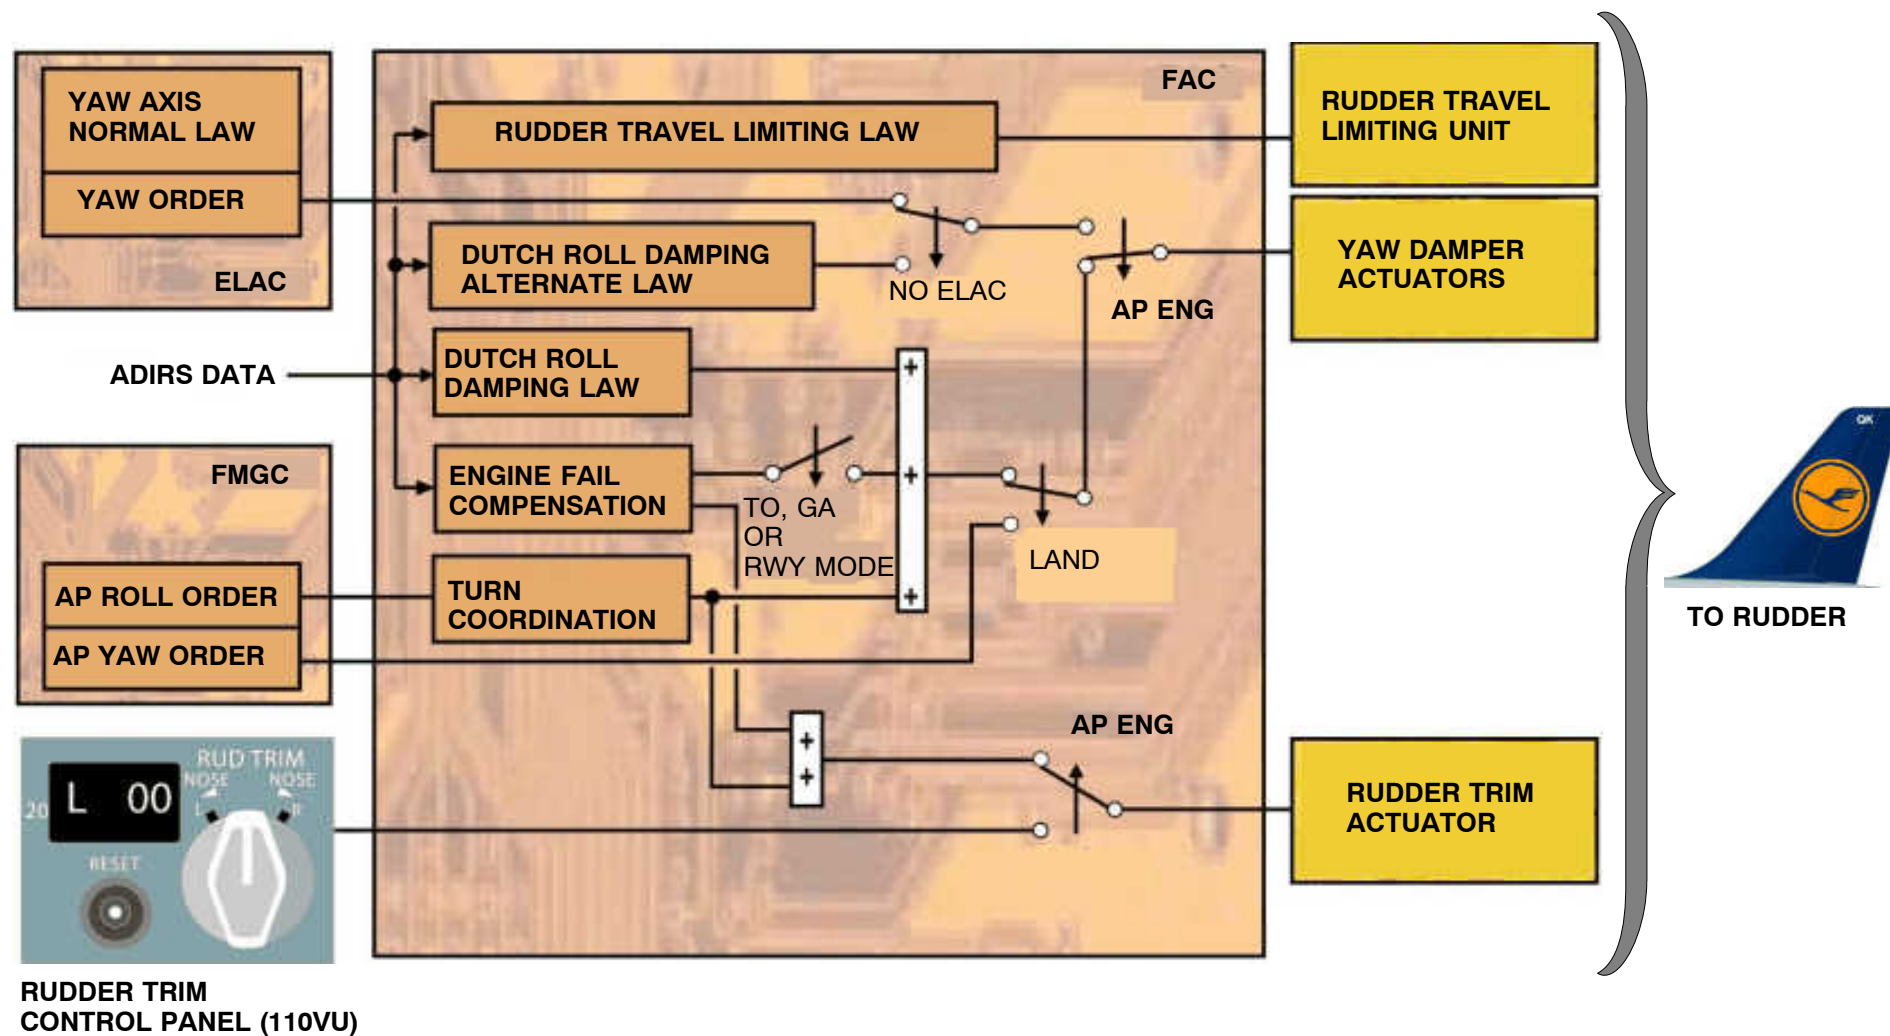 YAW AXIS
NORMAL LAW
YAW ORDER
ELAC
ADIRS DATA
FMGC
AP ROLL ORDER
AP YAW ORDER
RUD TRIM
NOSE NOSE
L R
20
L 00
RESET
RUDDER TRIM
CONTROL PANEL (110VU)
FAC
RUDDER TRAVEL LIMITING LAW
DUTCH ROLL DAMPING
ALTERNATE LAW
NO ELAC
AP ENG
DUTCH ROLL
DAMPING LAW
ENGINE FAIL
COMPENSATION
TO, GA
OR
RWY MODE
TURN
COORDINATION
+
+
+
LAND
+
+
AP ENG
RUDDER TRAVEL
LIMITING UNIT
YAW DAMPER
ACTUATORS
RUDDER TRIM
ACTUATOR
QK
TO RUDDER